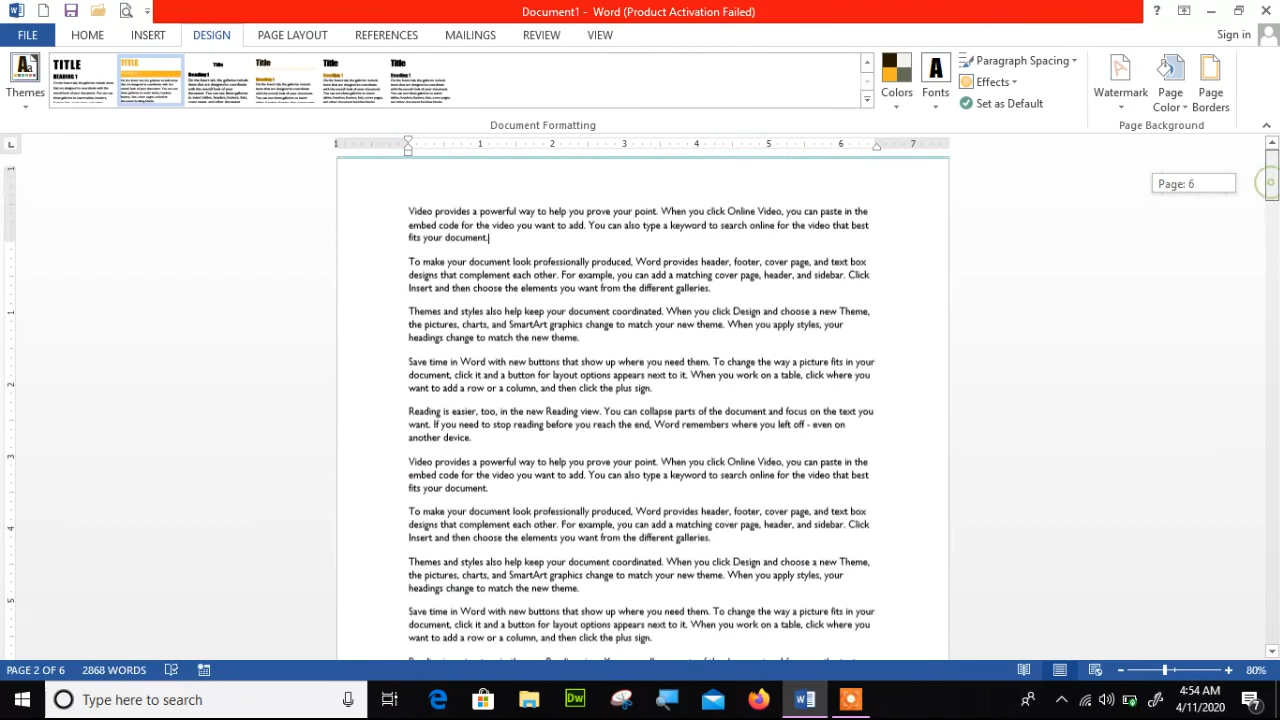 Document1 - Word (Product Activation Failed)
?
FILE HOME INSERT DESIGN PAGE LAYOUT REFERENCES MAILINGS REVIEW VIEW Sign in
TITLE
HEADING 1
TITLE
Title
Heading 1
Title
Title
Heading 1
Title
Heading 1
Themes
Colors
Fonts
Paragraph Spacing
Effects
Set as Default
Watermark
Page Color
Page Borders
Document Formatting
Page Background
1 1 2 3 4 5 6 7
Page: 6
Video provides a powerful way to help you prove your point. When you click Online Video, you can paste in the
embed code for the video you want to add. You can also type a keyword to search online for the video that best
fits your document.
To make your document look professionally produced, Word provides header, footer, cover page, and text box
designs that complement each other. For example, you can add a matching cover page, header, and sidebar. Click
Insert and then choose the elements you want from the different galleries.
Themes and styles also help keep your document coordinated. When you click Design and choose a new Theme,
the pictures, charts, and SmartArt graphics change to match your new theme. When you apply styles, your
headings change to match the new theme.
Save time in Word with new buttons that show up where you need them. To change the way a picture fits in your
document, click it and a button for layout options appears next to it. When you work on a table, click where you
want to add a row or a column, and then click the plus sign.
Reading is easier, too, in the new Reading view. You can collapse parts of the document and focus on the text you
want. If you need to stop reading before you reach the end, Word remembers where you left off - even on
another device.
Video provides a powerful way to help you prove your point. When you click Online Video, you can paste in the
embed code for the video you want to add. You can also type a keyword to search online for the video that best
fits your document.
To make your document look professionally produced, Word provides header, footer, cover page, and text box
designs that complement each other. For example, you can add a matching cover page, header, and sidebar. Click
Insert and then choose the elements you want from the different galleries.
Themes and styles also help keep your document coordinated. When you click Design and choose a new Theme,
the pictures, charts, and SmartArt graphics change to match your new theme. When you apply styles, your
headings change to match the new theme.
Save time in Word with new buttons that show up where you need them. To change the way a picture fits in your
document, click it and a button for layout options appears next to it. When you work on a table, click where you
want to add a row or a column, and then click the plus sign.
1
1
2
3
4
5
PAGE 2 OF 6 2868 WORDS 80%
Type here to search
Dw
4:54 AM
4/11/2020
7